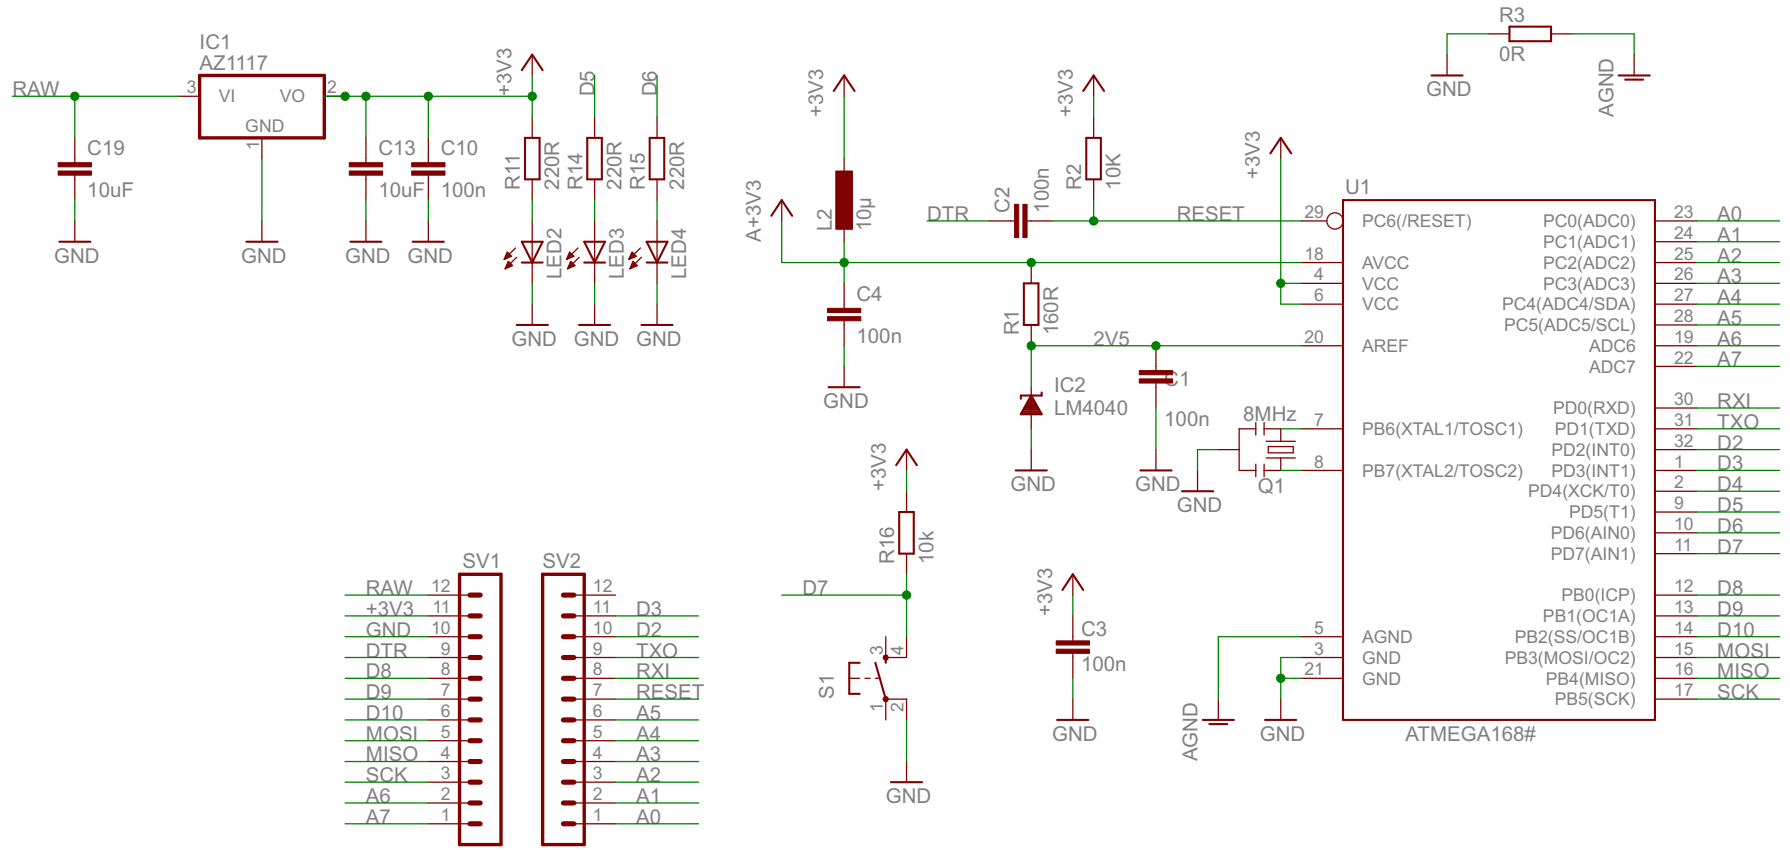 IC1
AZ1117
RAW
3
VI
VO
2
GND
1
C19
10uF
C13
10uF
C10
100n
GND
GND
GND
GND
+3V3
D5
D6
R11
220R
R14
220R
R15
220R
LED2
LED3
LED4
GND
GND
GND
+3V3
A+3V3
L2
10µ
C4
100n
GND
DTR
C2
100n
+3V3
R2
10K
RESET
R1
160R
2V5
IC2
LM4040
GND
C1
100n
GND
+3V3
R3
0R
GND
AGND
8MHz
Q1
GND
U1
29 PC6(/RESET)
18 AVCC
4 VCC
6 VCC
20 AREF
7 PB6(XTAL1/TOSC1)
8 PB7(XTAL2/TOSC2)
5 AGND
3 GND
21 GND
PC0(ADC0) 23 A0
PC1(ADC1) 24 A1
PC2(ADC2) 25 A2
PC3(ADC3) 26 A3
PC4(ADC4/SDA) 27 A4
PC5(ADC5/SCL) 28 A5
ADC6 19 A6
ADC7 22 A7
PD0(RXD) 30 RXI
PD1(TXD) 31 TXO
PD2(INT0) 32 D2
PD3(INT1) 1 D3
PD4(XCK/T0) 2 D4
PD5(T1) 9 D5
PD6(AIN0) 10 D6
PD7(AIN1) 11 D7
PB0(ICP) 12 D8
PB1(OC1A) 13 D9
PB2(SS/OC1B) 14 D10
PB3(MOSI/OC2) 15 MOSI
PB4(MISO) 16 MISO
PB5(SCK) 17 SCK
ATMEGA168#
AGND
GND
SV1
RAW 12
+3V3 11
GND 10
DTR 9
D8 8
D9 7
D10 6
MOSI 5
MISO 4
SCK 3
A6 2
A7 1
SV2
12
11 D3
10 D2
9 TXO
8 RXI
7 RESET
6 A5
5 A4
4 A3
3 A2
2 A1
1 A0
+3V3
R16
10k
D7
S1
3
4
1
2
GND
+3V3
C3
100n
GND